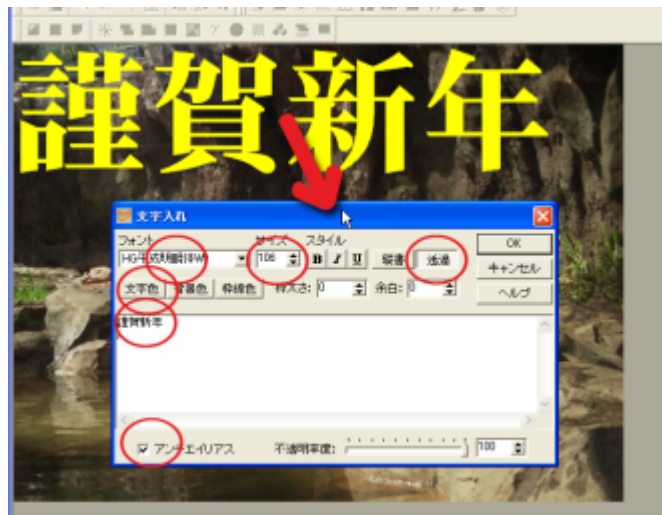 謹賀新年
文字入れ
フォント サイズ スタイル
106 B I U 縦書 透過 OK
キャンセル
文字色 背景色 枠線色 枠太さ: 0 余白: 0 ヘルプ
謹賀新年
アンチエイリアス 不透明率度: 100